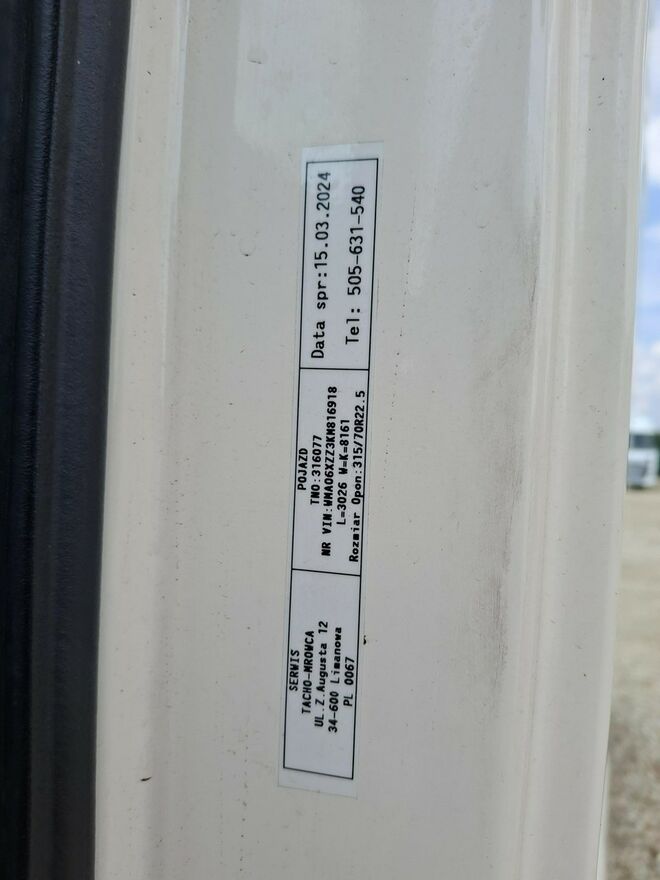 SERWIS
TACHO-MROWCA
UL.Z.Augusta 12
34-600 Limanowa
PL 0067
POJAZD
TNO:316077
NR VIN:WMA06XZZ3KM816918
L=3026 W=K=8161
Rozmiar Opon:315/70R22.5
Data spr:15.03.2024
Tel: 505-631-540